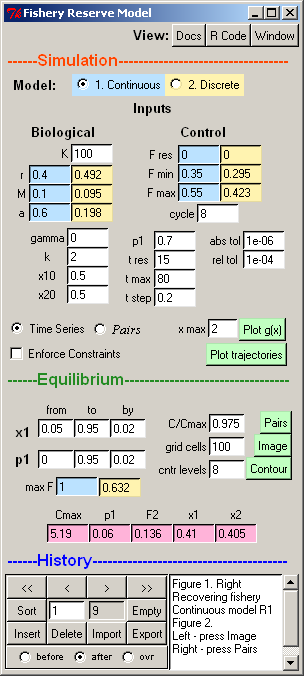 Fishery Reserve Model
View: Docs R Code Window
Simulation
Model: 1. Continuous 2. Discrete
Inputs
Biological Control
K 100
F res 0 0
r 0.4 0.492
F min 0.35 0.295
M 0.1 0.095
F max 0.55 0.423
a 0.6 0.198
cycle 8
gamma 0
p1 0.7
abs tol 1e-06
k 2
t res 15
rel tol 1e-04
x10 0.5
t max 80
x20 0.5
t step 0.2
Time Series Pairs x max 2 Plot g(x)
Enforce Constraints Plot trajectories
Equilibrium
from to by
x1 0.05 0.95 0.02
C/Cmax 0.975 Pairs
p1 0 0.95 0.02
grid cells 100 Image
max F 1 0.632
cntr levels 8 Contour
Cmax p1 F2 x1 x2
5.19 0.06 0.136 0.41 0.405
History
<< < > >>
Sort 1 9 Empty
Insert Delete Import Export
before after ovr
Figure 1. Right
Recovering fishery
Continuous model R1
Figure 2.
Left - press Image
Right - press Pairs